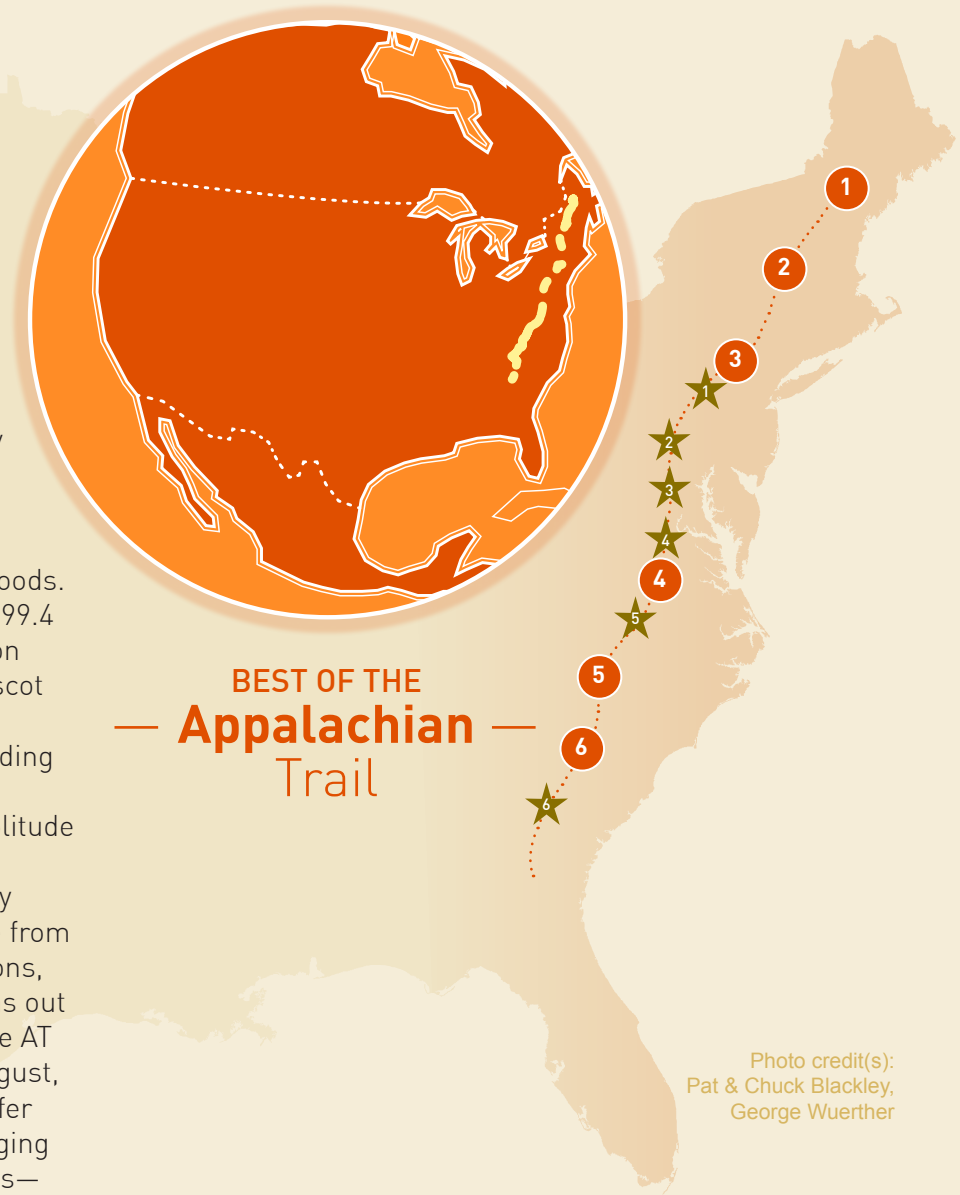 y
oods.
99.4
on
scot
ding
litude
y
from
ons,
s out
e AT
gust,
fer
ging
s—
BEST OF THE
— Appalachian —
Trail
1
2
3
1
2
3
4
4
5
5
6
6
Photo credit(s):
Pat & Chuck Blackley,
George Wuerther